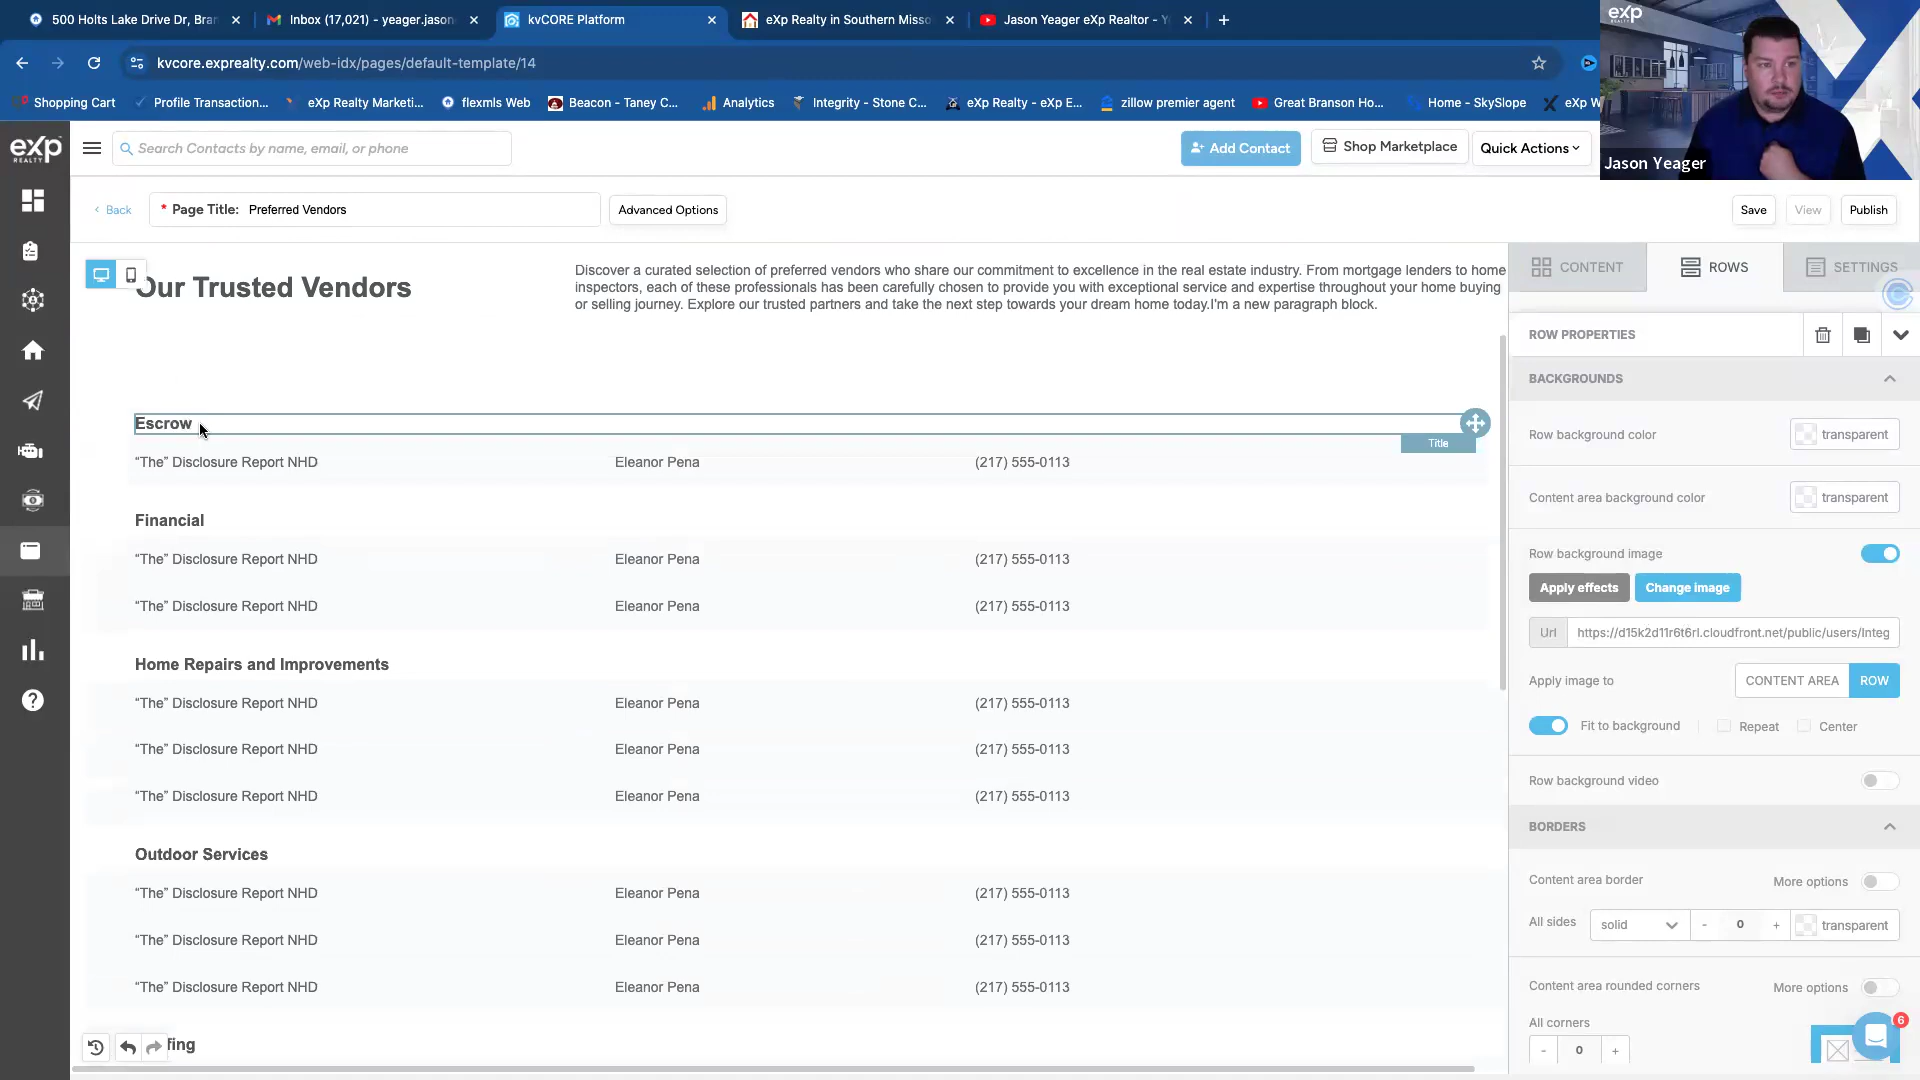 500 Holts Lake Drive Dr, Bran
Inbox (17,021) - yeager.jason
kvCORE Platform
eXp Realty in Southern Misso
Jason Yeager eXp Realtor - Y
kvcore.exprealty.com/web-idx/pages/default-template/14
Shopping Cart
Profile Transaction...
eXp Realty Marketi...
flexmls Web
Beacon - Taney C...
Analytics
Integrity - Stone C...
eXp Realty - eXp E...
zillow premier agent
Great Branson Ho...
Home - SkySlope
eXp W
eXp
Jason Yeager
eXp
REALTY
Search Contacts by name, email, or phone
Add Contact
Shop Marketplace
Quick Actions
Back
* Page Title: Preferred Vendors
Advanced Options
Save
View
Publish
Our Trusted Vendors
Discover a curated selection of preferred vendors who share our commitment to excellence in the real estate industry. From mortgage lenders to home
inspectors, each of these professionals has been carefully chosen to provide you with exceptional service and expertise throughout your home buying
or selling journey. Explore our trusted partners and take the next step towards your dream home today.I'm a new paragraph block.
Escrow
Title
“The” Disclosure Report NHD Eleanor Pena (217) 555-0113
Financial
“The” Disclosure Report NHD Eleanor Pena (217) 555-0113
“The” Disclosure Report NHD Eleanor Pena (217) 555-0113
Home Repairs and Improvements
“The” Disclosure Report NHD Eleanor Pena (217) 555-0113
“The” Disclosure Report NHD Eleanor Pena (217) 555-0113
“The” Disclosure Report NHD Eleanor Pena (217) 555-0113
Outdoor Services
“The” Disclosure Report NHD Eleanor Pena (217) 555-0113
“The” Disclosure Report NHD Eleanor Pena (217) 555-0113
“The” Disclosure Report NHD Eleanor Pena (217) 555-0113
fing
CONTENT
ROWS
SETTINGS
ROW PROPERTIES
BACKGROUNDS
Row background color transparent
Content area background color transparent
Row background image
Apply effects Change image
Url https://d15k2d11r6t6rl.cloudfront.net/public/users/Integ
Apply image to CONTENT AREA ROW
Fit to background Repeat Center
Row background video
BORDERS
Content area border More options
All sides solid - 0 + transparent
Content area rounded corners More options
All corners
- 0 +
6